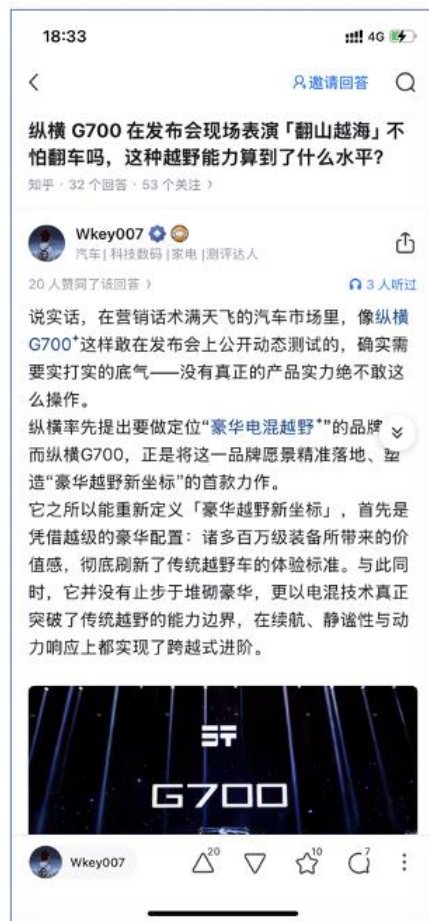 18:33
4G
邀请回答
纵横 G700 在发布会现场表演「翻山越海」不
怕翻车吗，这种越野能力算到了什么水平？
知乎 · 32 个回答 · 53 个关注 >
Wkey007
汽车|科技数码|家电|测评达人
20 人赞同了该回答 >
3 人听过
说实话，在营销话术满天飞的汽车市场里，像纵横
G700+这样敢在发布会上公开动态测试的，确实需
要实打实的底气——没有真正的产品实力绝不敢这
么操作。
纵横率先提出要做定位“豪华电混越野+”的品牌
而纵横G700，正是将这一品牌愿景精准落地、塑
造“豪华越野新坐标”的首款力作。
它之所以能重新定义「豪华越野新坐标」，首先是
凭借越级的豪华配置：诸多百万级装备所带来的价
值感，彻底刷新了传统越野车的体验标准。与此同
时，它并没有止步于堆砌豪华，更以电混技术真正
突破了传统越野的能力边界，在续航、静谧性与动
力响应上都实现了跨越式进阶。
G700
Wkey007
20
10
7